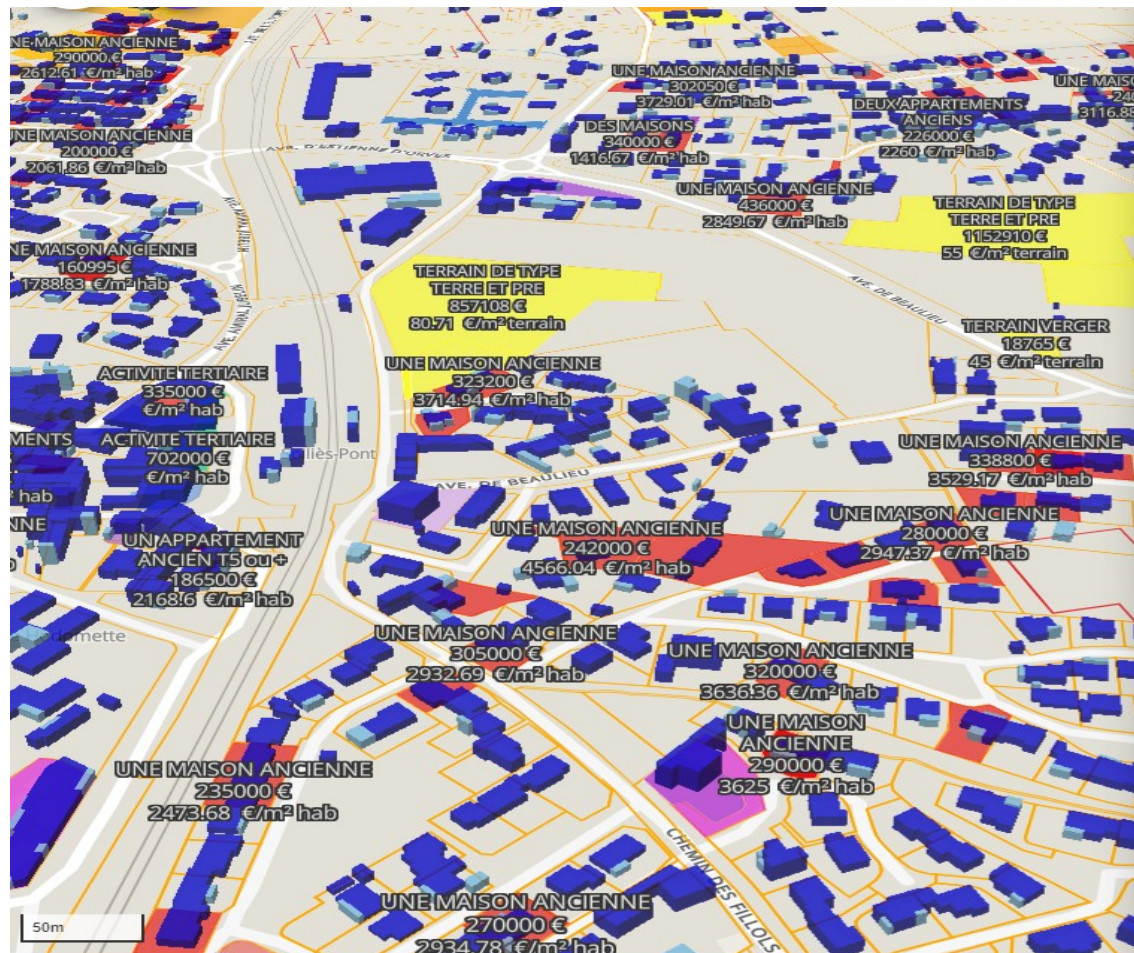 NE MAISON ANCIENNE
290000 €
2612.61 €/m² hab
UNE MAISON ANCIENNE
302050 €
3729.01 €/m² hab
UNE MAISO
240
3116.88
DEUX APPARTEMENTS
ANCIENS
226000 €
2260 €/m² hab
DES MAISONS
340000 €
1416.67 €/m² hab
UNE MAISON ANCIENNE
200000 €
2061.86 €/m² hab
AVE. D'ESTIENNE D'ORVES
UNE MAISON ANCIENNE
436000 €
2849.67 €/m² hab
TERRAIN DE TYPE
TERRE ET PRE
1152910 €
55 €/m² terrain
NE MAISON ANCIENNE
160995 €
1788.83 €/m² hab
TERRAIN DE TYPE
TERRE ET PRE
857108 €
80.71 €/m² terrain
AVE. DE BEAULIEU
TERRAIN VERGER
18765 €
45 €/m² terrain
UNE MAISON ANCIENNE
323200 €
3714.94 €/m² hab
ACTIVITE TERTIAIRE
335000 €
€/m² hab
MENTS
€
² hab
ACTIVITE TERTIAIRE
702000 €
€/m² hab
lliès-Pont
AVE. DE BEAULIEU
UNE MAISON ANCIENNE
338800 €
3529.17 €/m² hab
UNE MAISON ANCIENNE
280000 €
2947.37 €/m² hab
UNE MAISON ANCIENNE
242000 €
4566.04 €/m² hab
NNE
UN APPARTEMENT
ANCIEN T5 ou +
186500 €
2168.6 €/m² hab
UNE MAISON ANCIENNE
305000 €
2932.69 €/m² hab
UNE MAISON ANCIENNE
320000 €
3636.36 €/m² hab
UNE MAISON
ANCIENNE
290000 €
3625 €/m² hab
UNE MAISON ANCIENNE
235000 €
2473.68 €/m² hab
CHEMIN DES FILLOLS
UNE MAISON ANCIENNE
270000 €
2934.78 €/m² hab
50m